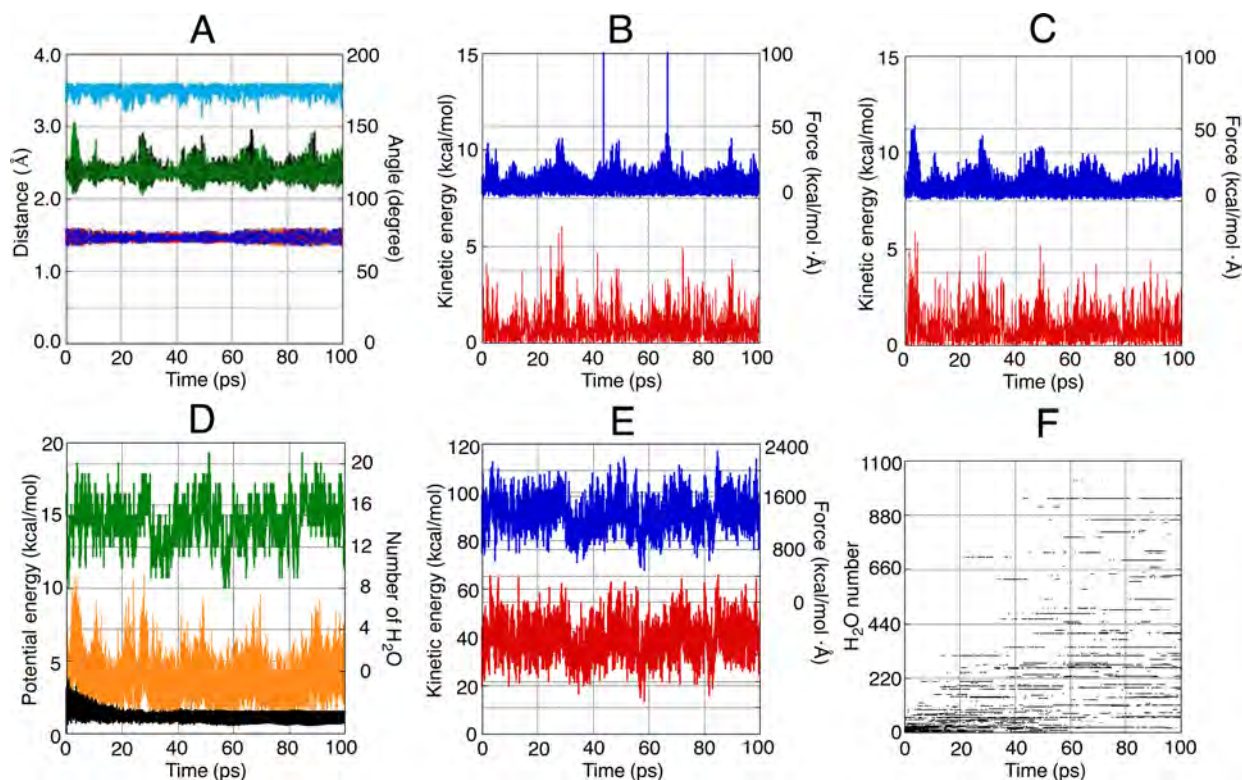 A
4.0
3.0
2.0
1.0
0.0
Distance (Å)
200
150
100
50
0
Angle (degree)
0 20 40 60 80 100
Time (ps)
B
15
10
5
0
Kinetic energy (kcal/mol)
100
50
0
Force (kcal/mol ·Å)
0 20 40 60 80 100
Time (ps)
C
15
10
5
0
Kinetic energy (kcal/mol)
100
50
0
Force (kcal/mol ·Å)
0 20 40 60 80 100
Time (ps)
D
20
15
10
5
0
Potential energy (kcal/mol)
20
16
12
8
4
0
Number of H2O
0 20 40 60 80 100
Time (ps)
E
120
100
80
60
40
20
0
Kinetic energy (kcal/mol)
2400
1600
800
0
Force (kcal/mol ·Å)
0 20 40 60 80 100
Time (ps)
F
1100
880
660
440
220
0
H2O number
0 20 40 60 80 100
Time (ps)